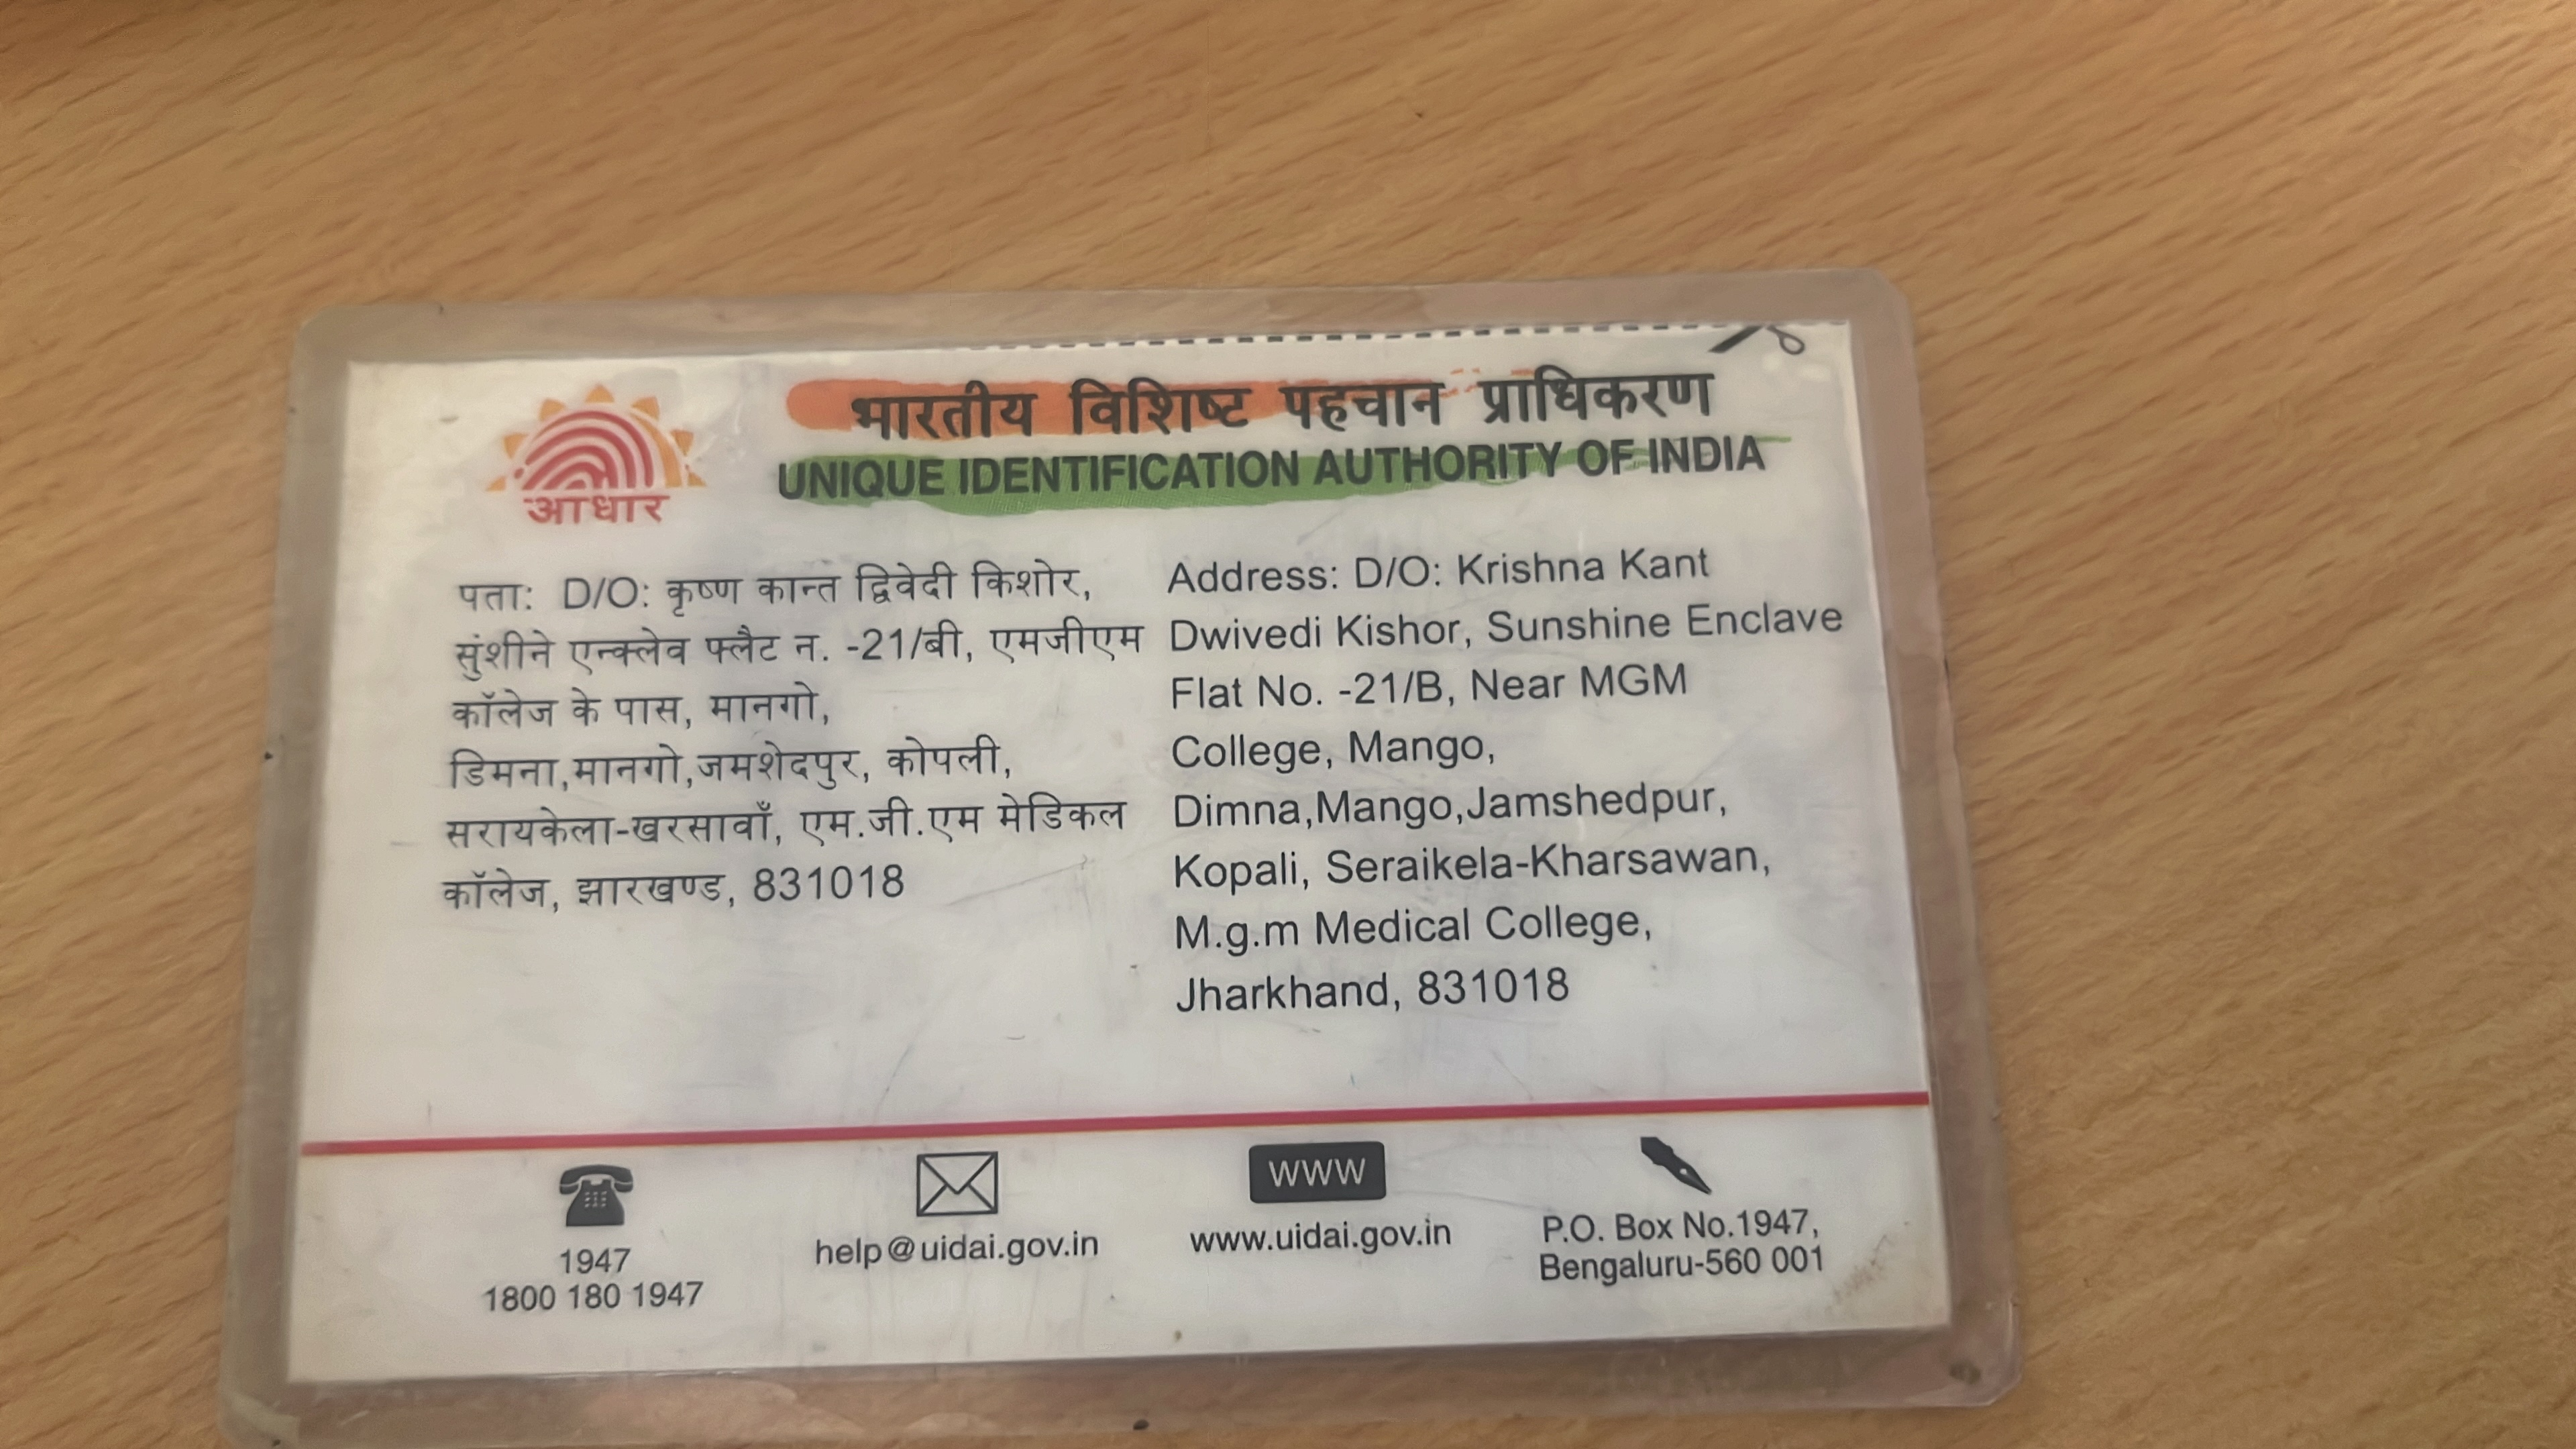 आधार
भारतीय विशिष्ट पहचान प्राधिकरण
UNIQUE IDENTIFICATION AUTHORITY OF INDIA
पता: D/O: कृष्ण कान्त द्विवेदी किशोर,
सुंशीने एन्क्लेव फ्लैट न. -21/बी, एमजीएम
कॉलेज के पास, मानगो,
डिमना,मानगो,जमशेदपुर, कोपली,
सरायकेला-खरसावाँ, एम.जी.एम मेडिकल
कॉलेज, झारखण्ड, 831018
Address: D/O: Krishna Kant
Dwivedi Kishor, Sunshine Enclave
Flat No. -21/B, Near MGM
College, Mango,
Dimna,Mango,Jamshedpur,
Kopali, Seraikela-Kharsawan,
M.g.m Medical College,
Jharkhand, 831018
1947
1800 180 1947
help@uidai.gov.in
WWW
www.uidai.gov.in
P.O. Box No.1947,
Bengaluru-560 001